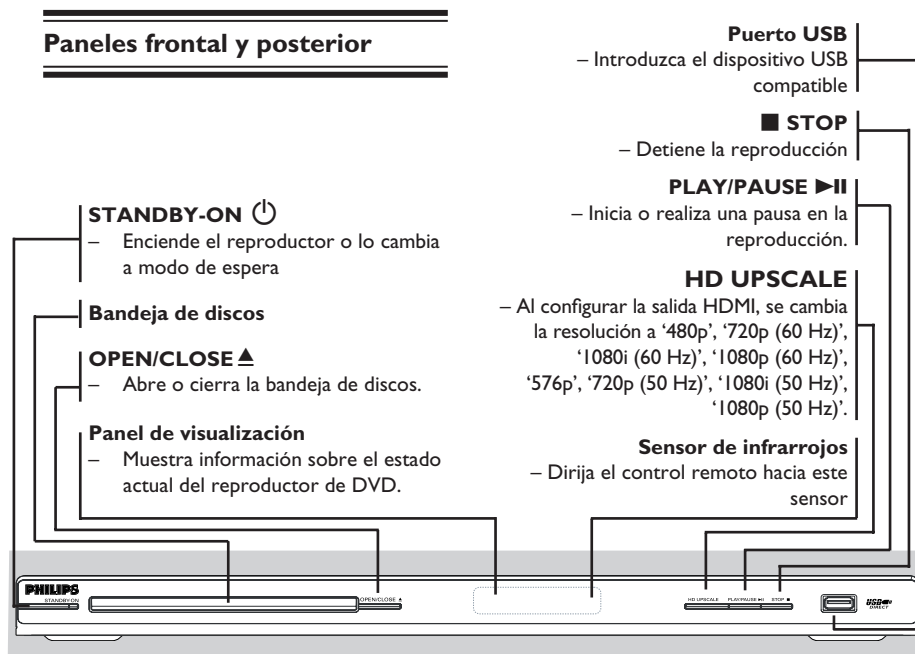 Paneles frontal y posterior
STANDBY-ON
– Enciende el reproductor o lo cambia
a modo de espera
Bandeja de discos
OPEN/CLOSE ▲
– Abre o cierra la bandeja de discos.
Panel de visualización
– Muestra información sobre el estado
actual del reproductor de DVD.
Puerto USB
– Introduzca el dispositivo USB
compatible
■ STOP
– Detiene la reproducción
PLAY/PAUSE ►II
– Inicia o realiza una pausa en la
reproducción.
HD UPSCALE
– Al configurar la salida HDMI, se cambia
la resolución a ‘480p’, ‘720p (60 Hz)’,
‘1080i (60 Hz)’, ‘1080p (60 Hz)’,
‘576p’, ‘720p (50 Hz)’, ‘1080i (50 Hz)’,
‘1080p (50 Hz)’.
Sensor de infrarrojos
– Dirija el control remoto hacia este
sensor
PHILIPS
STANDBY-ON
OPEN/CLOSE ▲
HD UPSCALE
PLAY/PAUSE ►II
STOP ■
USB
DIRECT